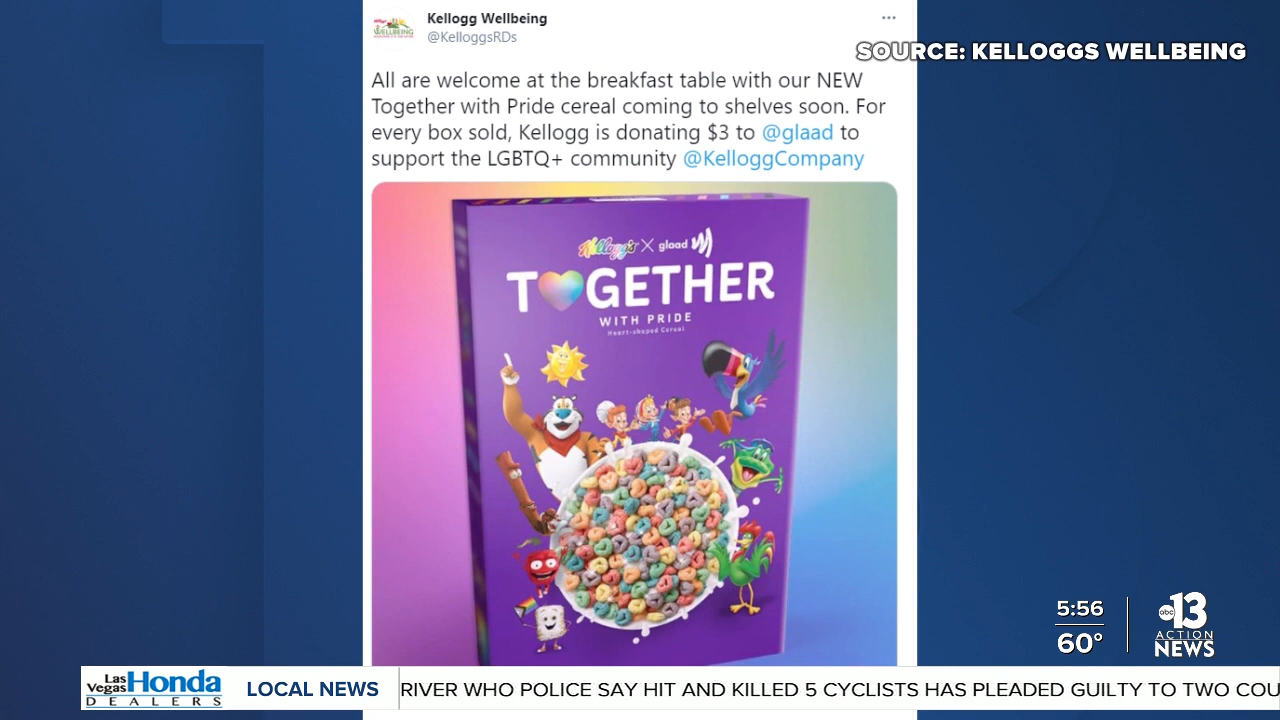 Kellogg Wellbeing
@KelloggsRDs
SOURCE: KELLOGGS WELLBEING
All are welcome at the breakfast table with our NEW
Together with Pride cereal coming to shelves soon. For
every box sold, Kellogg is donating $3 to @glaad to
support the LGBTQ+ community @KelloggCompany
Kellogg's X glaad
TOGETHER
WITH PRIDE
Heart-shaped Cereal
5:56
60°
abc 13
ACTION
NEWS
Las Vegas Honda
DEALERS
LOCAL NEWS
RIVER WHO POLICE SAY HIT AND KILLED 5 CYCLISTS HAS PLEADED GUILTY TO TWO COU